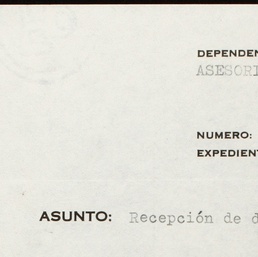 DEPENDEN
ASESORI
NUMERO:
EXPEDIENT
ASUNTO: Recepción de d